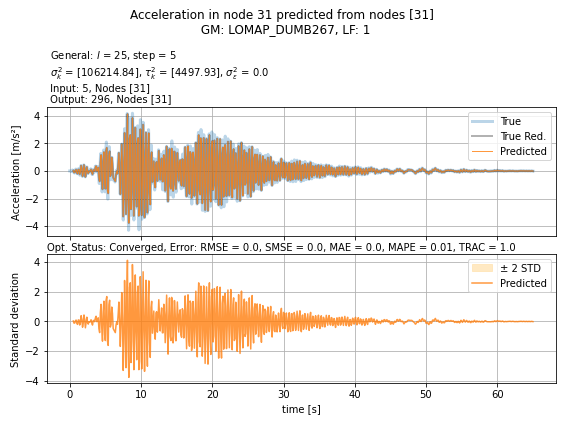 Acceleration in node 31 predicted from nodes [31]
GM: LOMAP_DUMB267, LF: 1
General: l = 25, step = 5
σ²ₖ = [106214.84], τ²ₖ = [4497.93], σ²ε = 0.0
Input: 5, Nodes [31]
Output: 296, Nodes [31]
4
2
0
−2
−4
Acceleration [m/s²]
True
True Red.
Predicted
Opt. Status: Converged, Error: RMSE = 0.0, SMSE = 0.0, MAE = 0.0, MAPE = 0.01, TRAC = 1.0
4
2
0
−2
−4
Standard deviation
± 2 STD
Predicted
0 10 20 30 40 50 60
time [s]